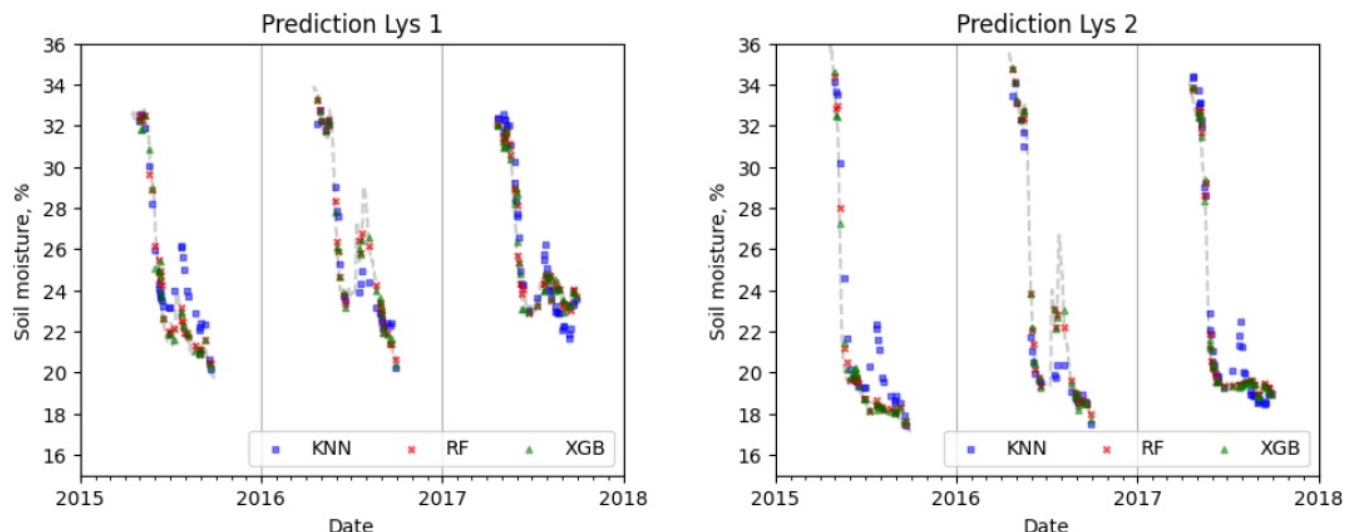 Prediction Lys 1
Soil moisture, %
36
34
32
30
28
26
24
22
20
18
16
KNN RF XGB
2015 2016 2017 2018
Date
Prediction Lys 2
Soil moisture, %
36
34
32
30
28
26
24
22
20
18
16
KNN RF XGB
2015 2016 2017 2018
Date